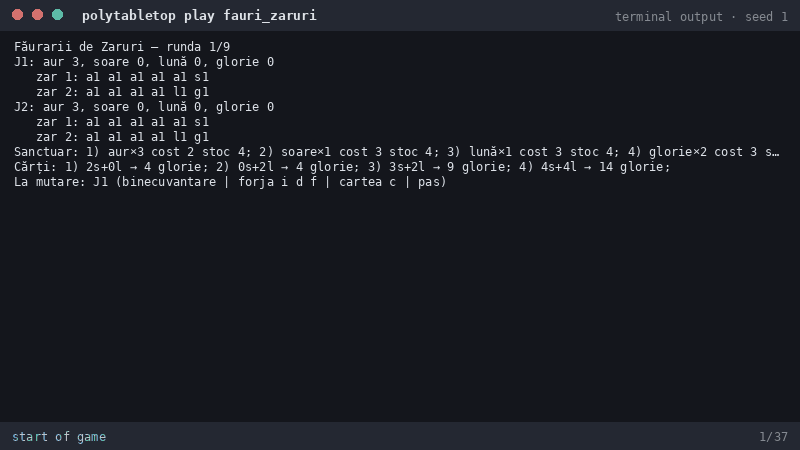 polytabletop play fauri_zaruri
terminal output · seed 1
Făurarii de Zaruri — runda 1/9
J1: aur 3, soare 0, lună 0, glorie 0
zar 1: a1 a1 a1 a1 a1 s1
zar 2: a1 a1 a1 a1 l1 g1
J2: aur 3, soare 0, lună 0, glorie 0
zar 1: a1 a1 a1 a1 a1 s1
zar 2: a1 a1 a1 a1 l1 g1
Sanctuar: 1) aur×3 cost 2 stoc 4; 2) soare×1 cost 3 stoc 4; 3) lună×1 cost 3 stoc 4; 4) glorie×2 cost 3 s…
Cărți: 1) 2s+0l → 4 glorie; 2) 0s+2l → 4 glorie; 3) 3s+2l → 9 glorie; 4) 4s+4l → 14 glorie;
La mutare: J1 (binecuvantare | forja i d f | cartea c | pas)
start of game
1/37